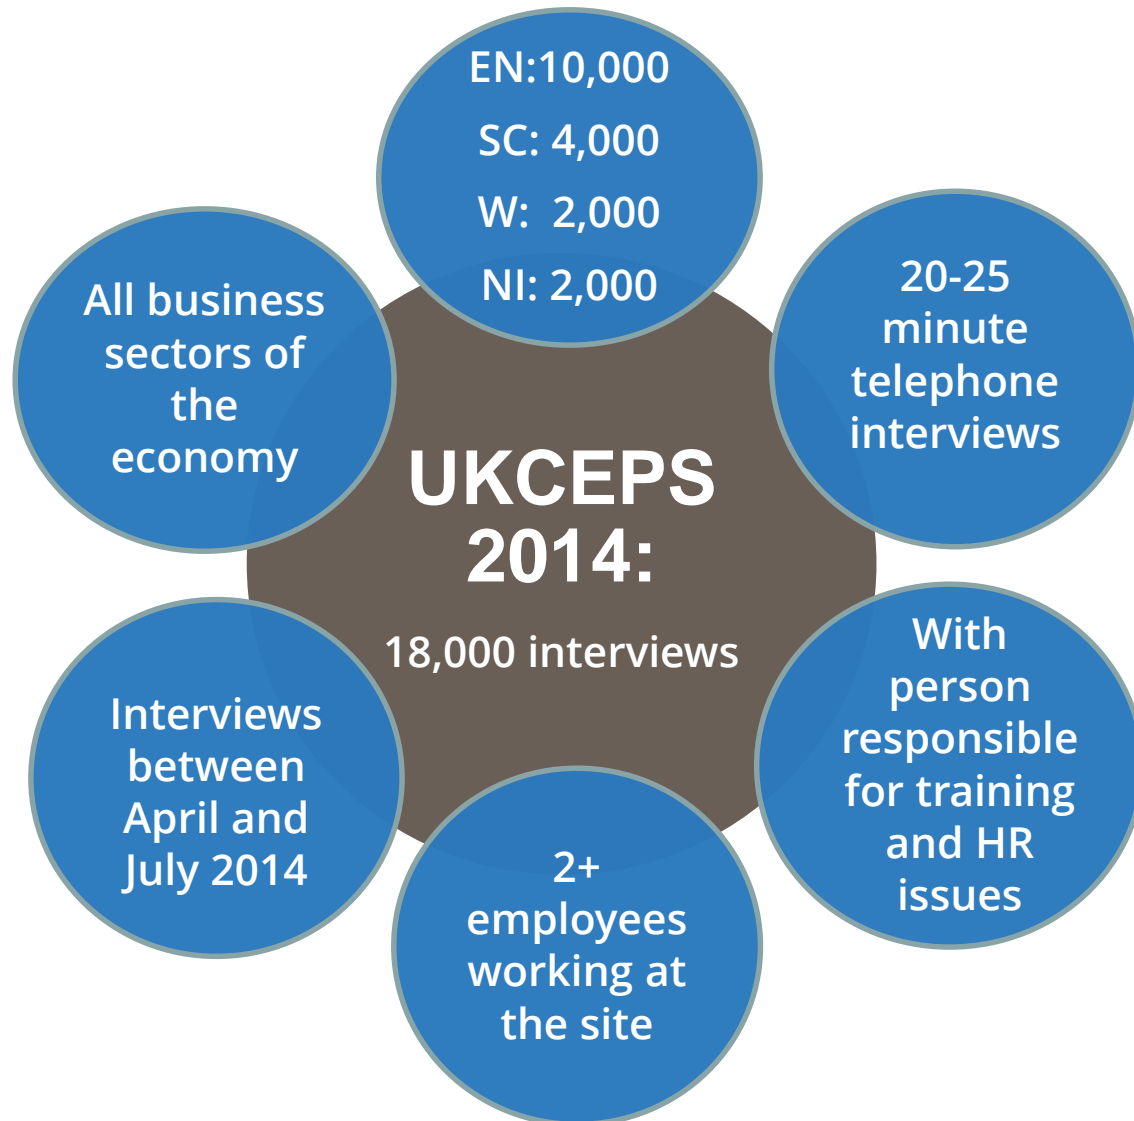 EN:10,000
SC: 4,000
W:  2,000
NI: 2,000
20-25
minute
telephone
interviews
With
person
responsible
for training
and HR
issues
2+
employees
working at
the site
Interviews
between
April and
July 2014
All business
sectors of
the
economy
UKCEPS
2014:
18,000 interviews